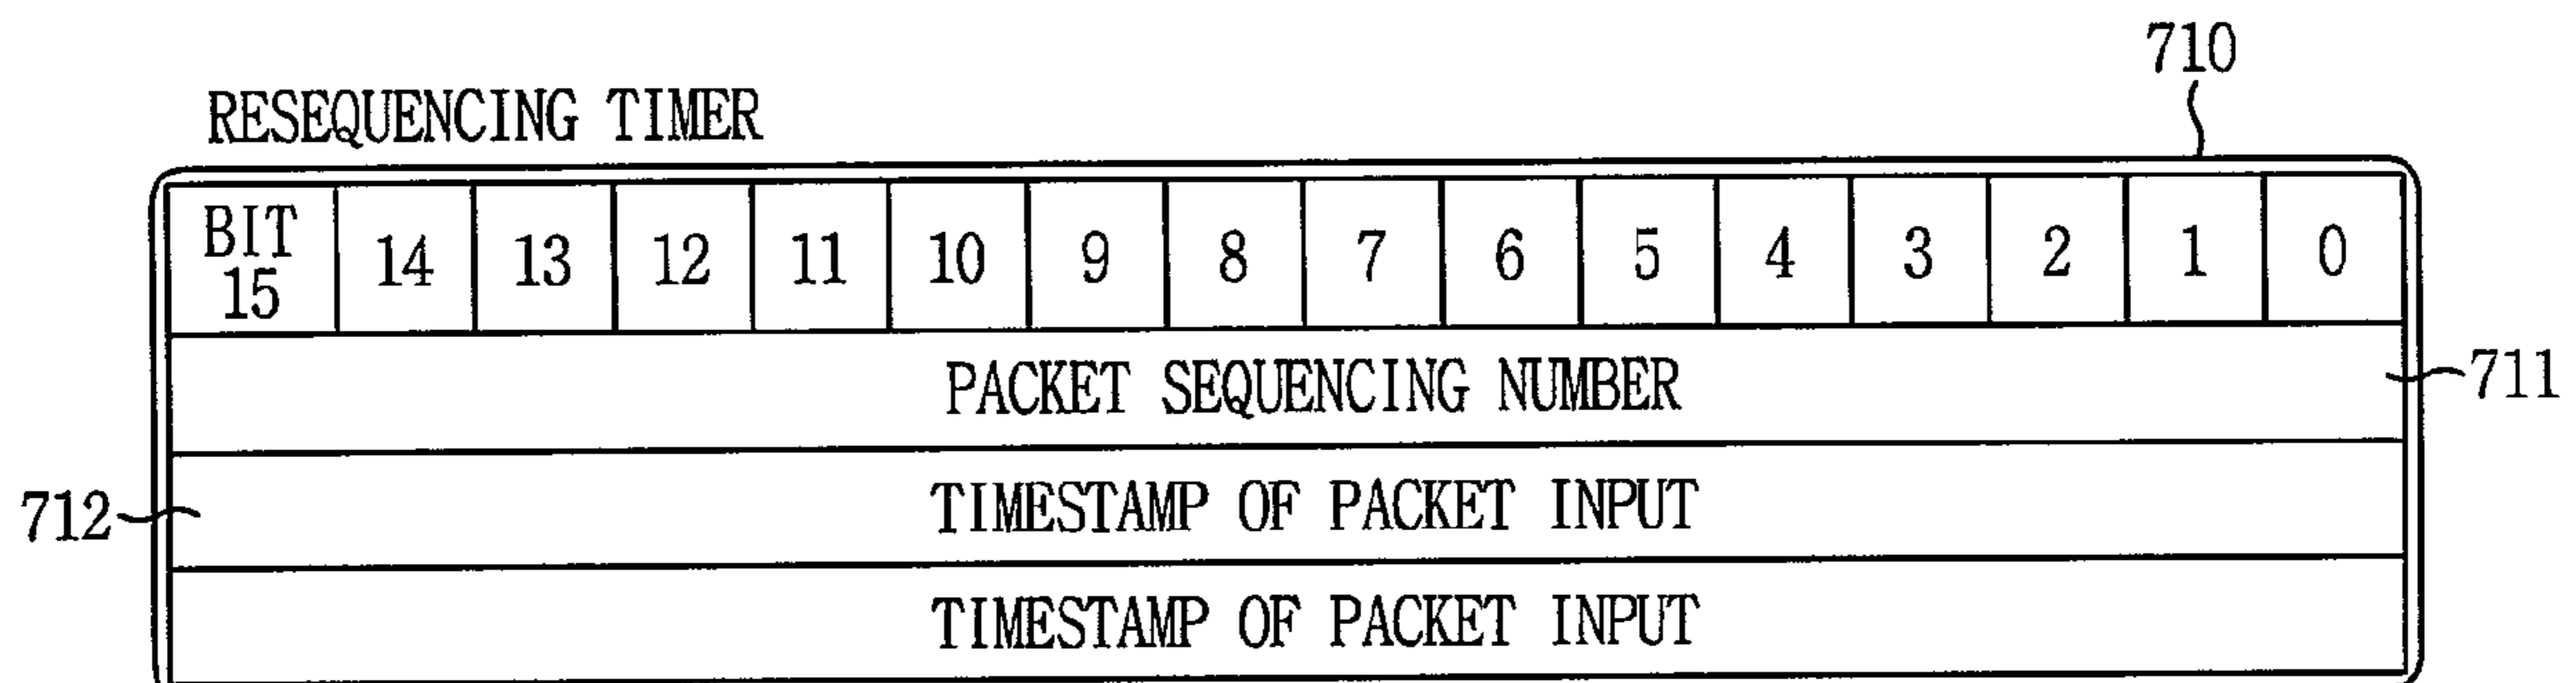 710
RESEQUENCING TIMER
BIT 15 14 13 12 11 10 9 8 7 6 5 4 3 2 1 0
PACKET SEQUENCING NUMBER 711
712 TIMESTAMP OF PACKET INPUT
TIMESTAMP OF PACKET INPUT